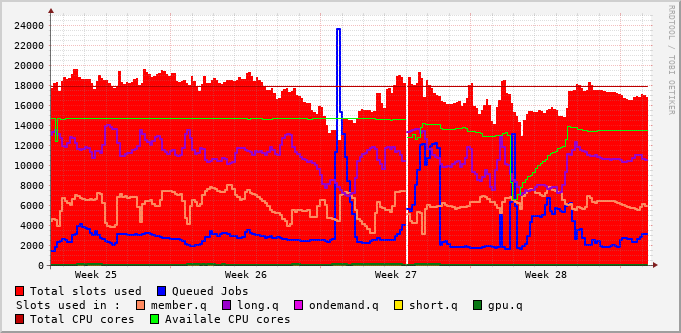 RRDTOOL / TOBI OETIKER
24000
22000
20000
18000
16000
14000
12000
10000
8000
6000
4000
2000
0
Week 25 Week 26 Week 27 Week 28
Total slots used Queued Jobs
Slots used in : member.q long.q ondemand.q short.q gpu.q
Total CPU cores Availale CPU cores